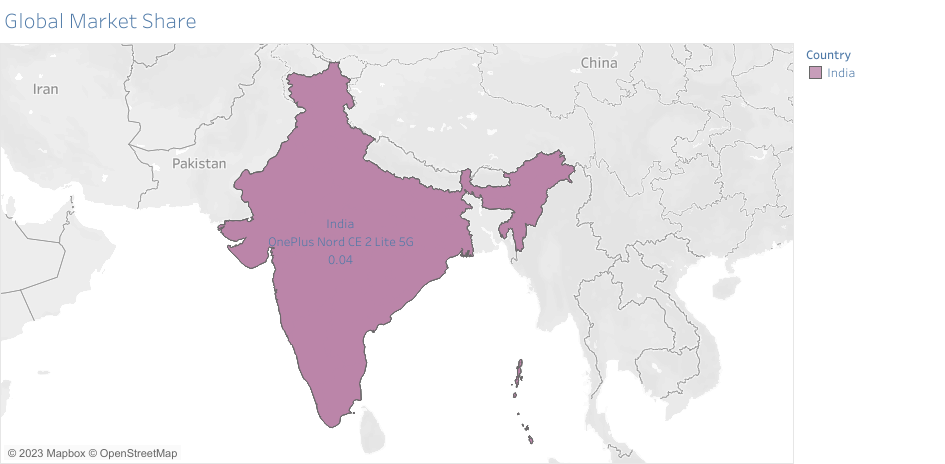 Global Market Share
Country
India
China
Iran
Pakistan
India
OnePlus Nord CE 2 Lite 5G
0.04
© 2023 Mapbox © OpenStreetMap